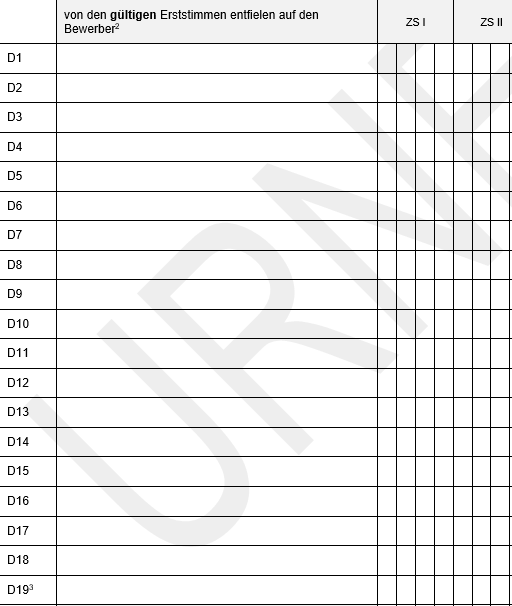 von den gültigen Erststimmen entfielen auf den
Bewerber²
ZS I
ZS II
D1
D2
D3
D4
D5
D6
D7
D8
D9
D10
D11
D12
D13
D14
D15
D16
D17
D18
D19³